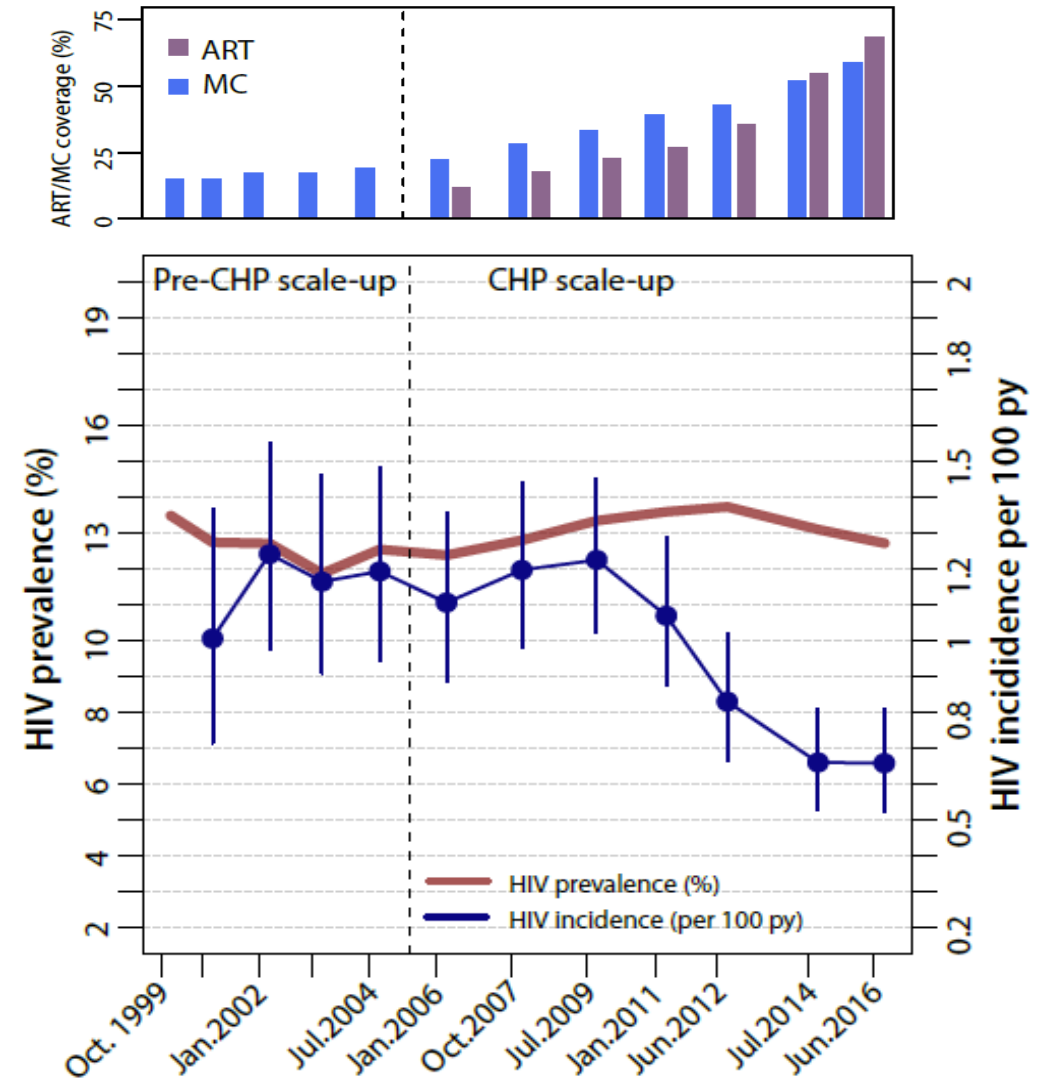 ART/MC coverage (%)
75
50
25
0
ART
MC
Pre-CHP scale-up
CHP scale-up
HIV prevalence (%)
19
16
13
10
8
6
4
2
2
1.8
1.5
1.2
1
0.8
0.5
0.2
HIV incididence per 100 py
HIV prevalence (%)
HIV incidence (per 100 py)
Oct. 1999
Jan.2002
Jul.2004
Jan.2006
Oct.2007
Jul.2009
Jan.2011
Jun.2012
Jul.2014
Jun.2016